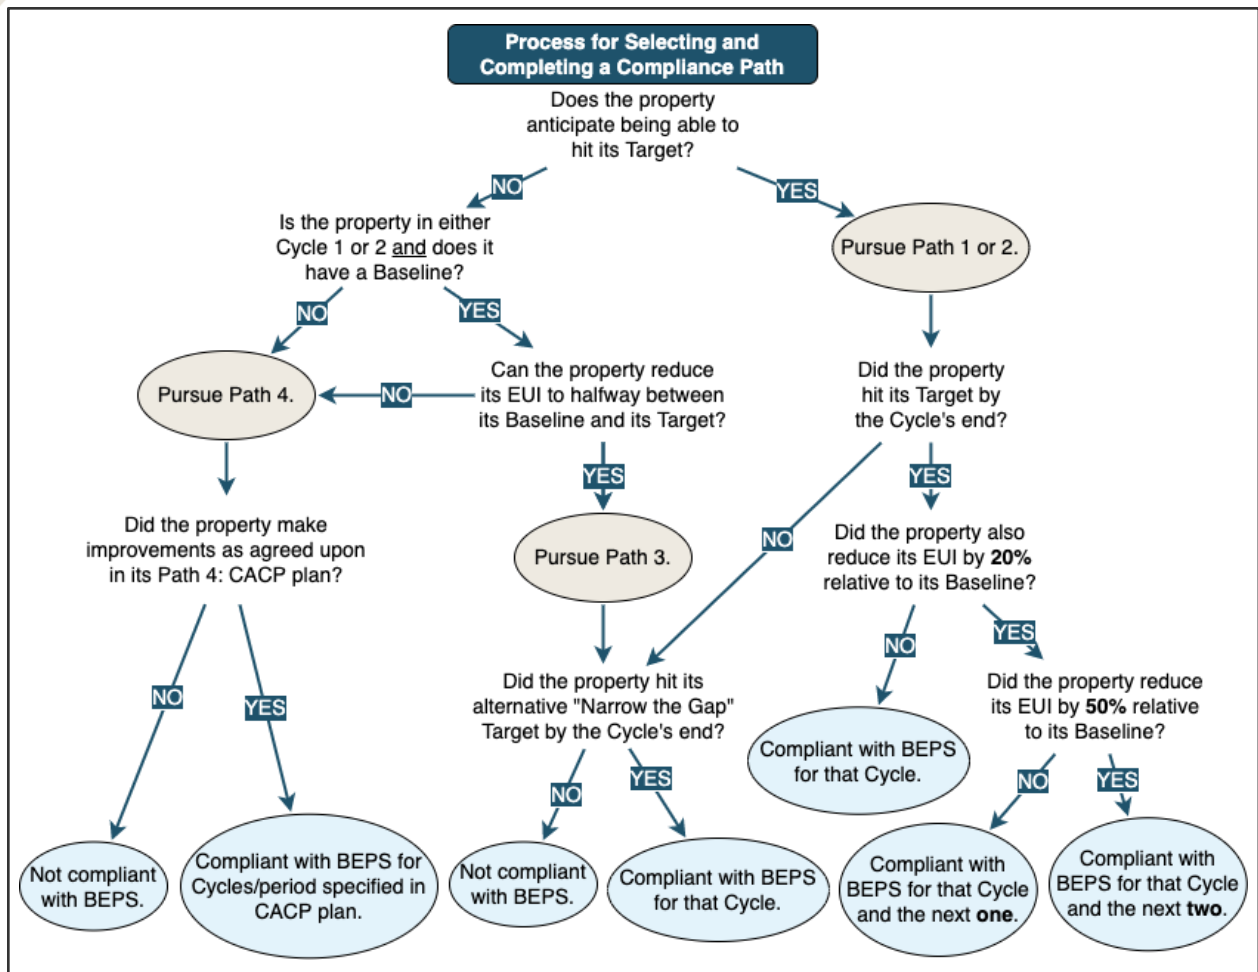 Process for Selecting and
Completing a Compliance Path
Does the property
anticipate being able to
hit its Target?
NO
YES
Is the property in either
Cycle 1 or 2 and does it
have a Baseline?
Pursue Path 1 or 2.
NO
YES
Pursue Path 4.
NO
Can the property reduce
its EUI to halfway between
its Baseline and its Target?
Did the property
hit its Target by
the Cycle's end?
YES
YES
NO
Did the property make
improvements as agreed upon
in its Path 4: CACP plan?
Pursue Path 3.
Did the property also
reduce its EUI by 20%
relative to its Baseline?
NO
YES
NO
YES
Did the property hit its
alternative "Narrow the Gap"
Target by the Cycle's end?
Did the property reduce
its EUI by 50% relative
to its Baseline?
Compliant with BEPS
for that Cycle.
NO
YES
NO
YES
Not compliant
with BEPS.
Compliant with BEPS for
Cycles/period specified in
CACP plan.
Not compliant
with BEPS.
Compliant with BEPS
for that Cycle.
Compliant with
BEPS for that Cycle
and the next one.
Compliant with
BEPS for that Cycle
and the next two.